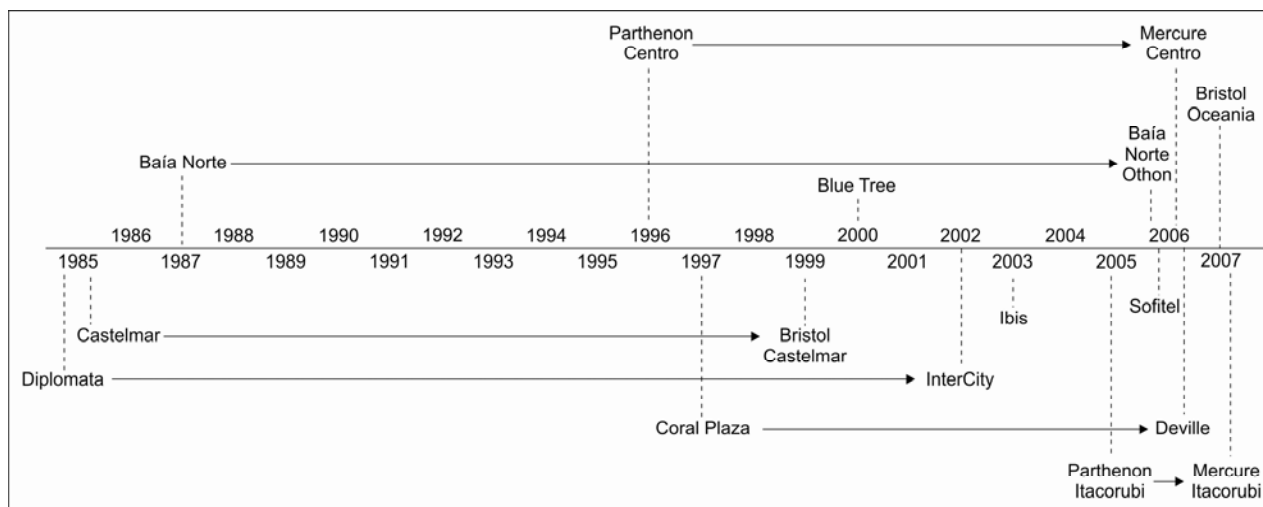 Parthenon
Centro
Mercure
Centro
Bristol
Oceania
Baía Norte
Baía
Norte
Othon
Blue Tree
1986 1988 1990 1992 1994 1996 1998 2000 2002 2004 2006
1985 1987 1989 1991 1993 1995 1997 1999 2001 2003 2005 2007
Sofitel
Ibis
Castelmar
Bristol
Castelmar
Diplomata
InterCity
Coral Plaza
Deville
Parthenon
Itacorubi
Mercure
Itacorubi